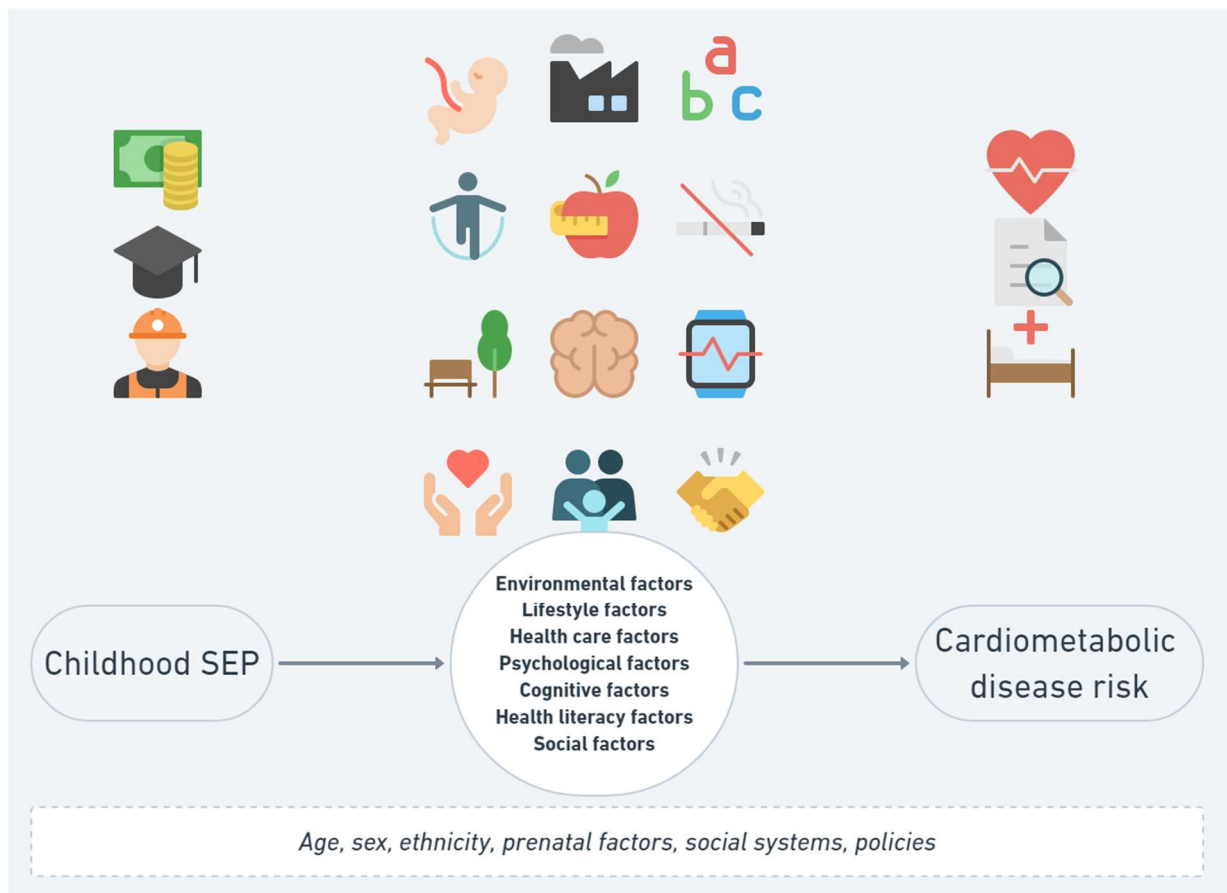 a
b c
Childhood SEP
Environmental factors
Lifestyle factors
Health care factors
Psychological factors
Cognitive factors
Health literacy factors
Social factors
Cardiometabolic
disease risk
Age, sex, ethnicity, prenatal factors, social systems, policies